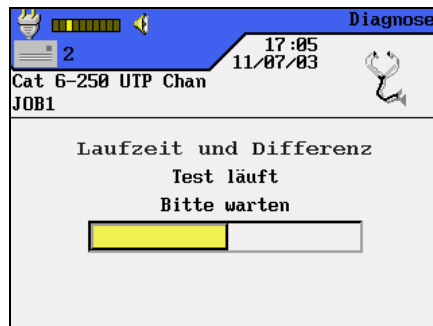 Diagnose
2
17:05
11/07/03
Cat 6-250 UTP Chan
JOB1
Laufzeit und Differenz
Test läuft
Bitte warten